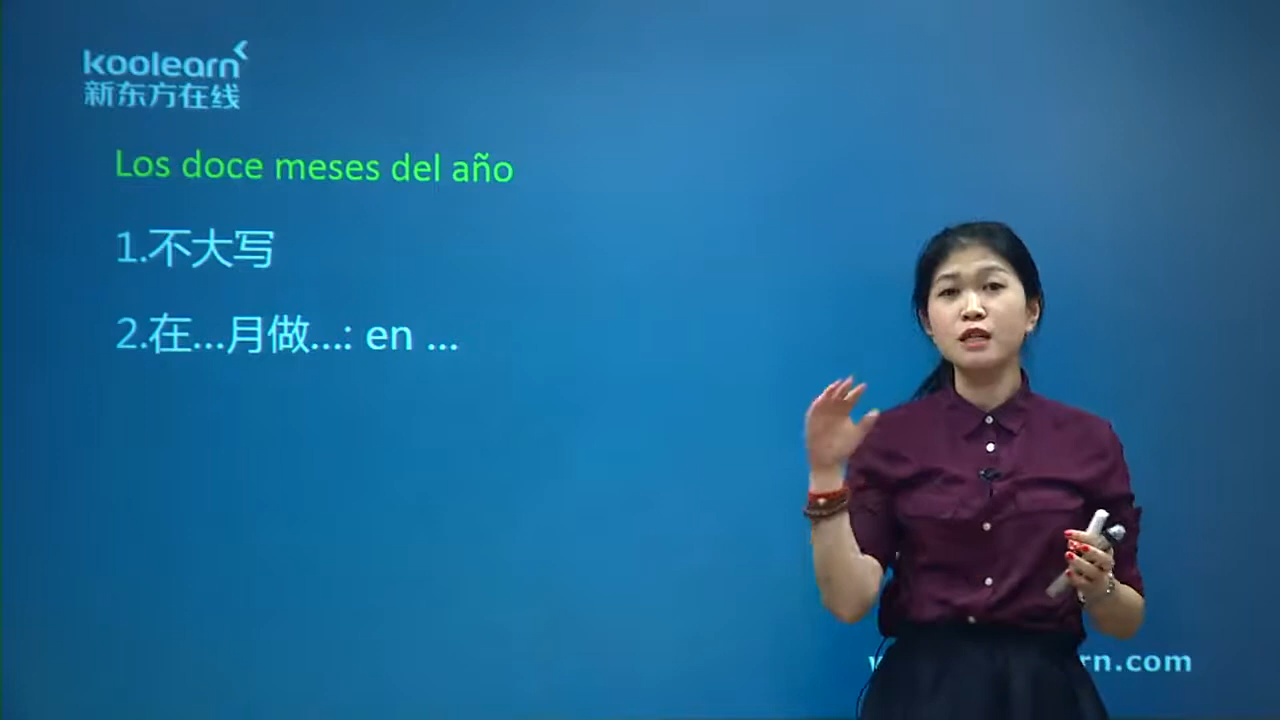 koolearn
新东方在线
Los doce meses del año
1.不大写
2.在...月做...: en ...
rn.com